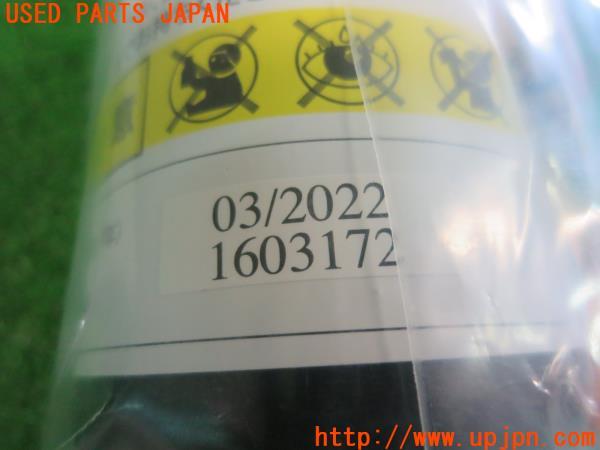 USED PARTS JAPAN
03/2022
1603172
http://www.upjpn.com